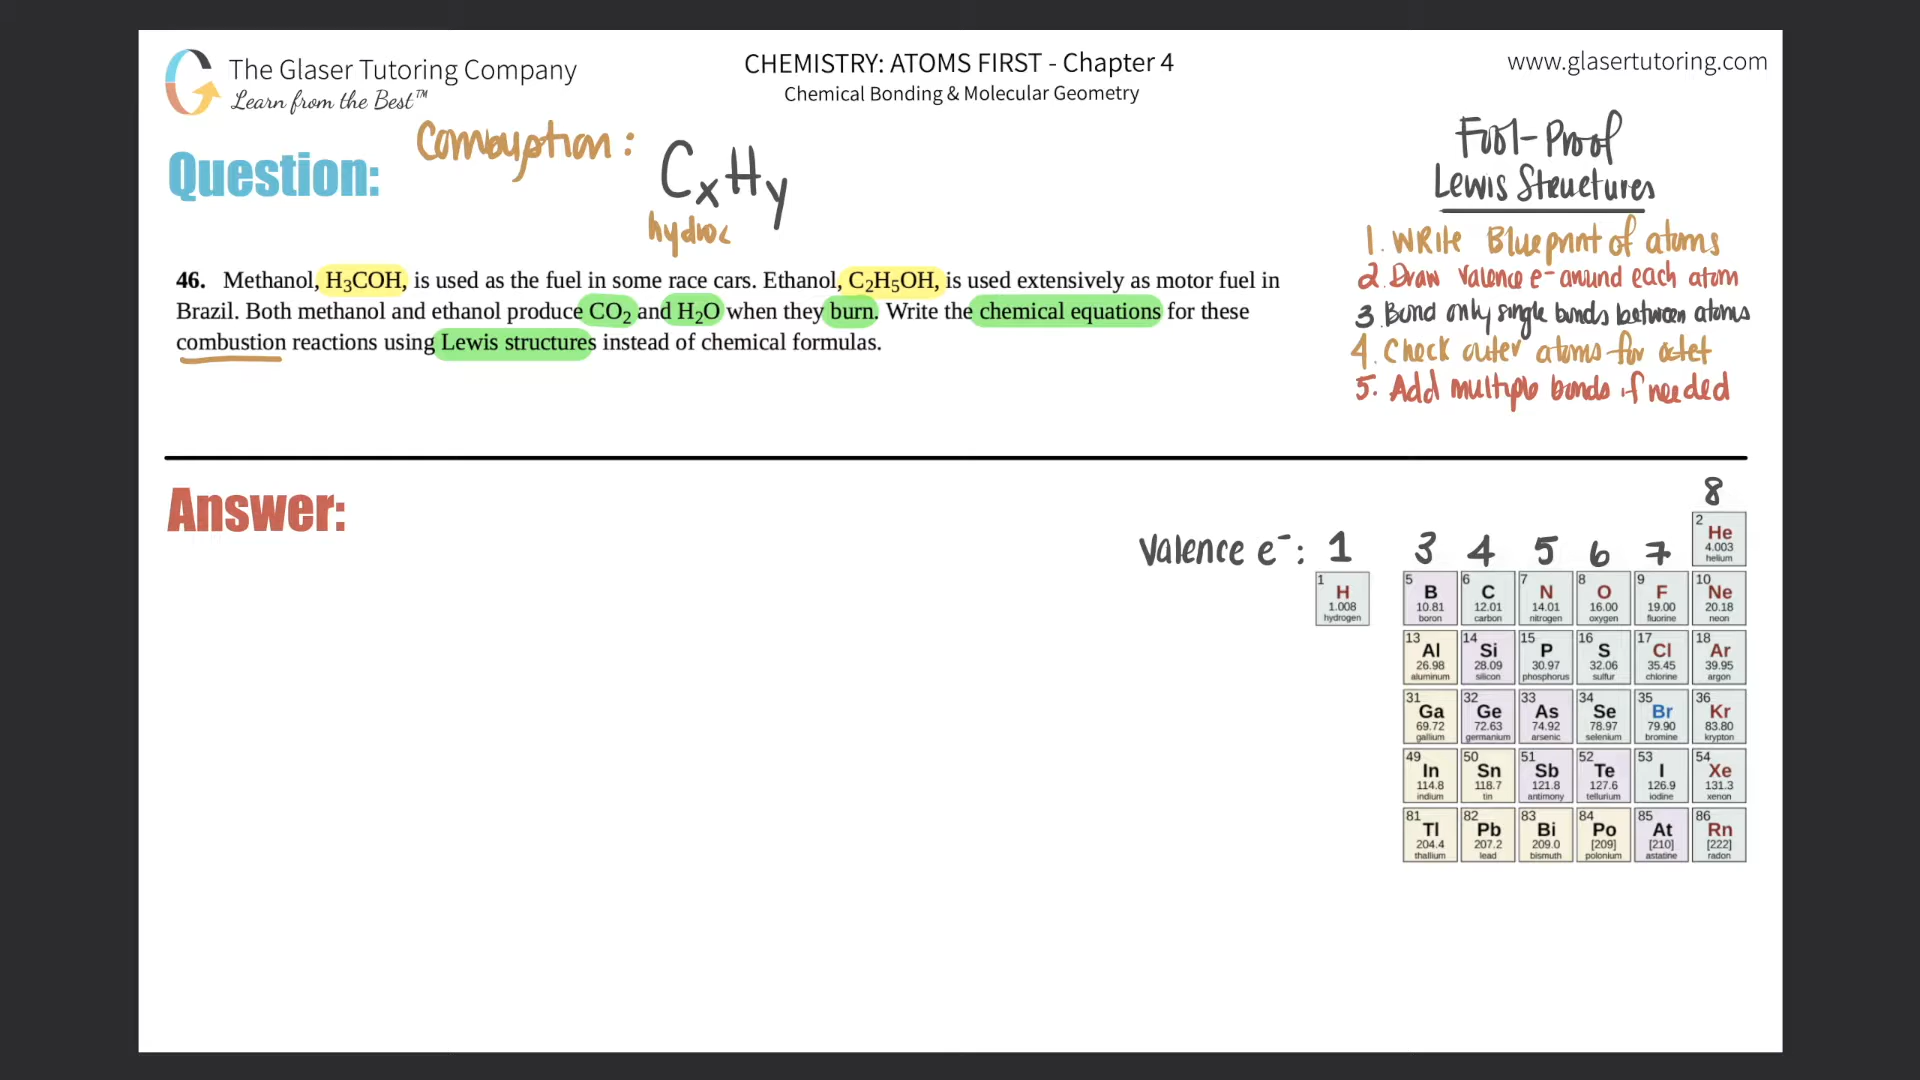 The Glaser Tutoring Company
Learn from the Best™
CHEMISTRY: ATOMS FIRST - Chapter 4
Chemical Bonding & Molecular Geometry
www.glasertutoring.com
Question:
Combustion:
CxHy
hydroc
46. Methanol, H₃COH, is used as the fuel in some race cars. Ethanol, C₂H₅OH, is used extensively as motor fuel in
Brazil. Both methanol and ethanol produce CO₂ and H₂O when they burn. Write the chemical equations for these
combustion reactions using Lewis structures instead of chemical formulas.
Fool-Proof
Lewis Structures
1. WRite Blueprint of atoms
2. Draw valence e⁻ around each atom
3. Bond only single bonds between atoms
4. Check outer atoms for octet
5. Add multiple bonds if needed
Answer:
8
Valence e⁻: 1 3 4 5 6 7
2 He 4.003 helium
1 H 1.008 hydrogen
5 B 10.81 boron
6 C 12.01 carbon
7 N 14.01 nitrogen
8 O 16.00 oxygen
9 F 19.00 fluorine
10 Ne 20.18 neon
13 Al 26.98 aluminum
14 Si 28.09 silicon
15 P 30.97 phosphorus
16 S 32.06 sulfur
17 Cl 35.45 chlorine
18 Ar 39.95 argon
31 Ga 69.72 gallium
32 Ge 72.63 germanium
33 As 74.92 arsenic
34 Se 78.97 selenium
35 Br 79.90 bromine
36 Kr 83.80 krypton
49 In 114.8 indium
50 Sn 118.7 tin
51 Sb 121.8 antimony
52 Te 127.6 tellurium
53 I 126.9 iodine
54 Xe 131.3 xenon
81 Tl 204.4 thallium
82 Pb 207.2 lead
83 Bi 209.0 bismuth
84 Po [209] polonium
85 At [210] astatine
86 Rn [222] radon